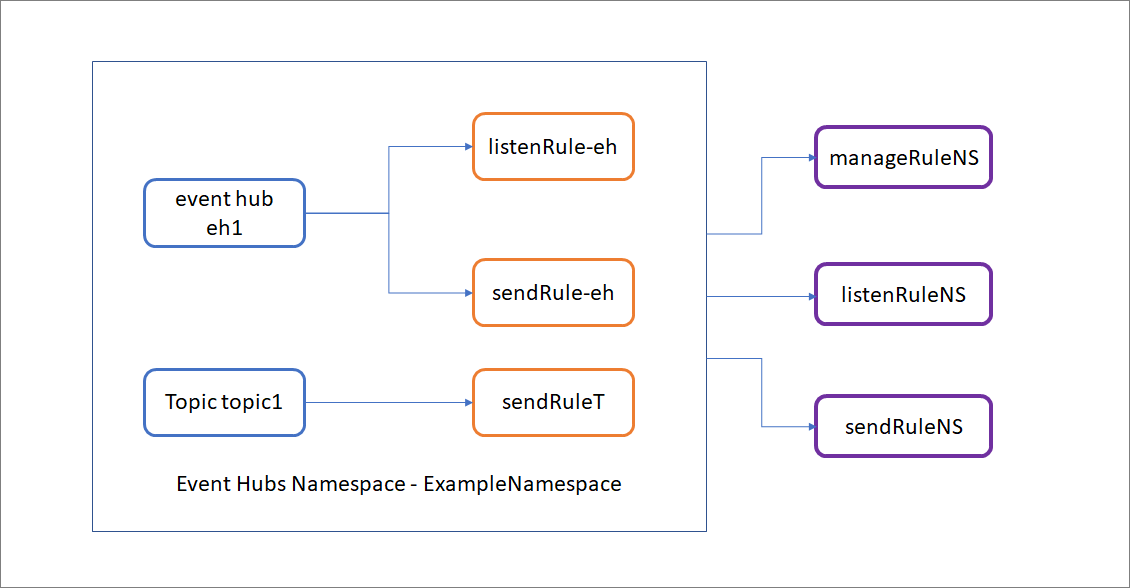 listenRule-eh
event hub
eh1
sendRule-eh
Topic topic1
sendRuleT
Event Hubs Namespace - ExampleNamespace
manageRuleNS
listenRuleNS
sendRuleNS